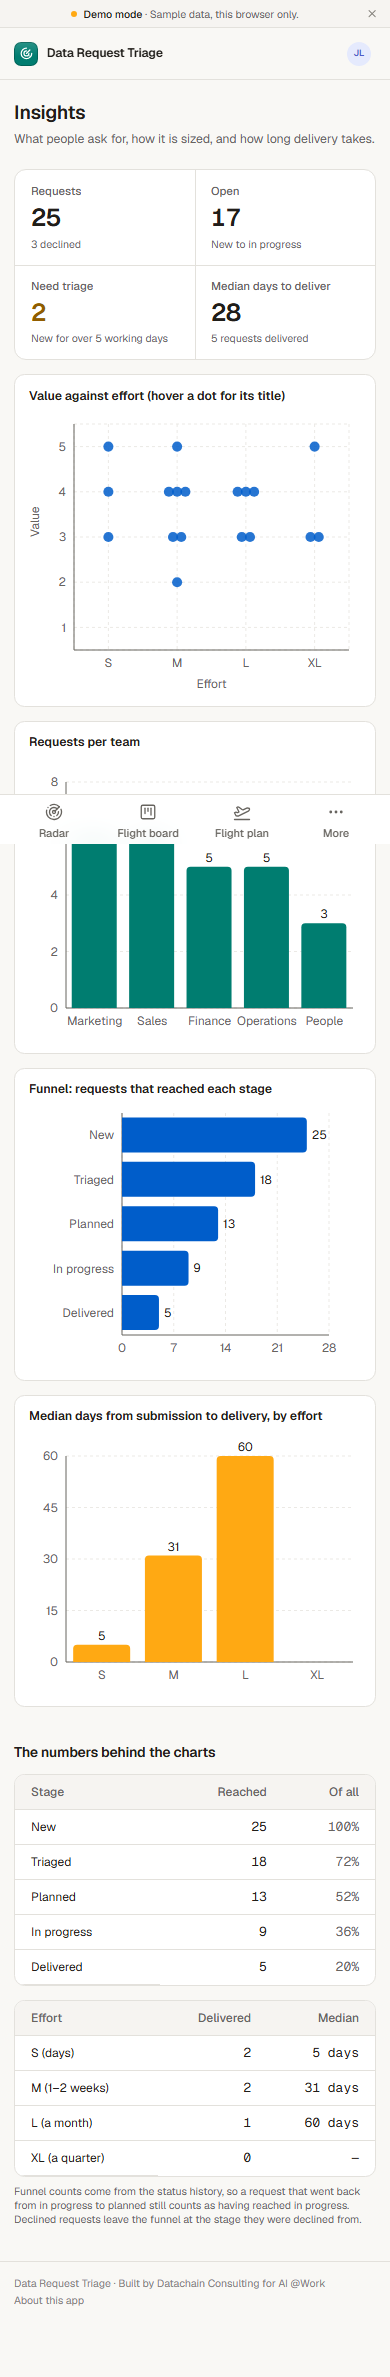 Demo mode · Sample data, this browser only.
Data Request Triage
JL
Insights
What people ask for, how it is sized, and how long delivery takes.
Requests
25
3 declined
Open
17
New to in progress
Need triage
2
New for over 5 working days
Median days to deliver
28
5 requests delivered
Value against effort (hover a dot for its title)
5
4
3
2
1
Value
S M L XL
Effort
Requests per team
8
Radar Flight board Flight plan More
5 5
4
3
2
0
Marketing Sales Finance Operations People
Funnel: requests that reached each stage
New 25
Triaged 18
Planned 13
In progress 9
Delivered 5
0 7 14 21 28
Median days from submission to delivery, by effort
60
60
45
31
30
15
5
0
S M L XL
The numbers behind the charts
Stage Reached Of all
New 25 100%
Triaged 18 72%
Planned 13 52%
In progress 9 36%
Delivered 5 20%
Effort Delivered Median
S (days) 2 5 days
M (1–2 weeks) 2 31 days
L (a month) 1 60 days
XL (a quarter) 0 –
Funnel counts come from the status history, so a request that went back
from in progress to planned still counts as having reached in progress.
Declined requests leave the funnel at the stage they were declined from.
Data Request Triage · Built by Datachain Consulting for AI @Work
About this app